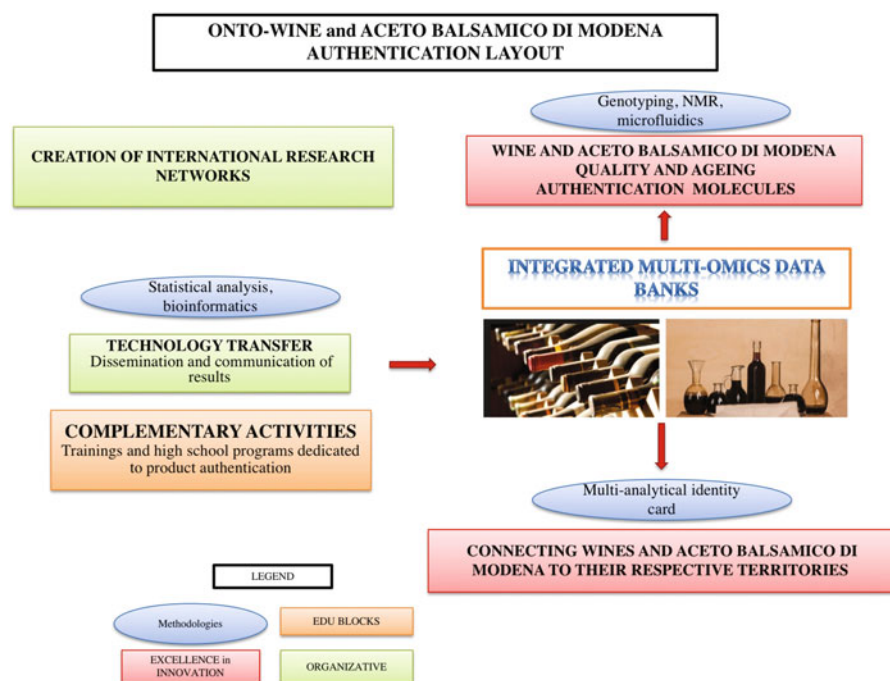 ONTO-WINE and ACETO BALSAMICO DI MODENA
AUTHENTICATION LAYOUT
CREATION OF INTERNATIONAL RESEARCH
NETWORKS
Genotyping, NMR,
microfluidics
WINE AND ACETO BALSAMICO DI MODENA
QUALITY AND AGEING
AUTHENTICATION MOLECULES
INTEGRATED MULTI-OMICS DATA
BANKS
Statistical analysis,
bioinformatics
TECHNOLOGY TRANSFER
Dissemination and communication of
results
COMPLEMENTARY ACTIVITIES
Trainings and high school programs dedicated
to product authentication
Multi-analytical identity
card
CONNECTING WINES AND ACETO BALSAMICO DI
MODENA TO THEIR RESPECTIVE TERRITORIES
LEGEND
Methodologies
EDU BLOCKS
EXCELLENCE in
INNOVATION
ORGANIZATIVE